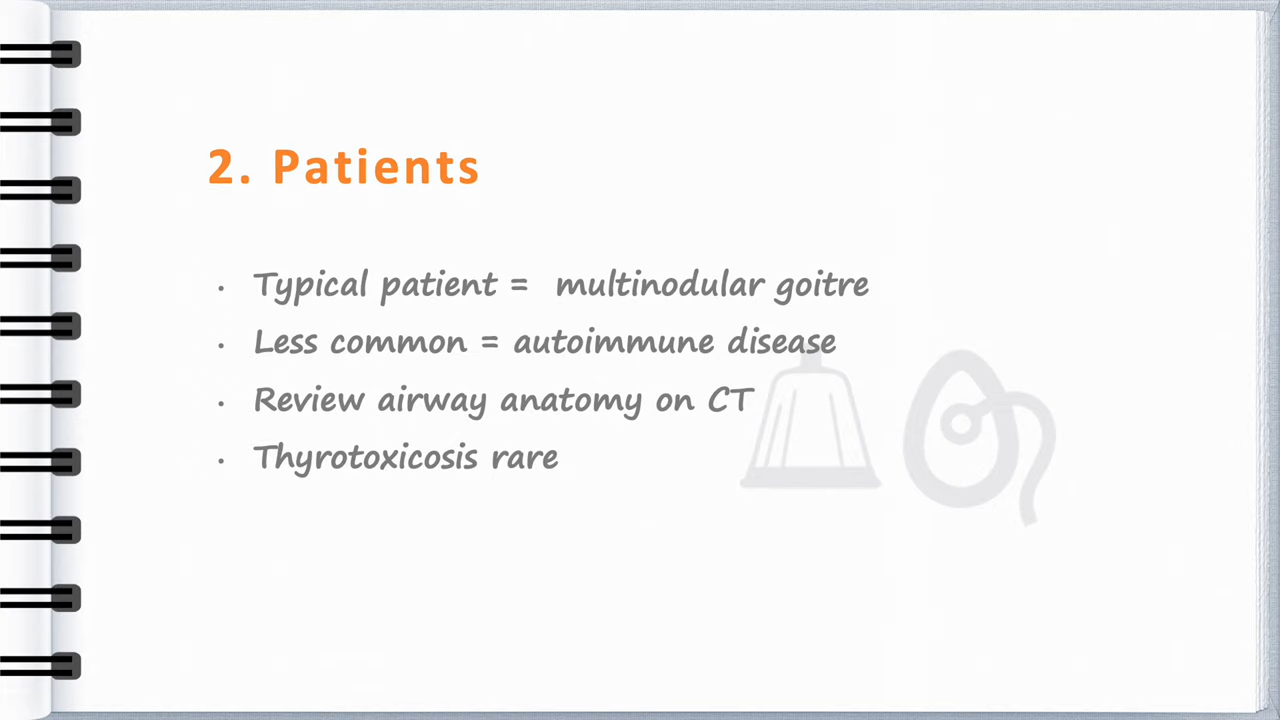 2. Patients
· Typical patient = multinodular goitre
· Less common = autoimmune disease
· Review airway anatomy on CT
· Thyrotoxicosis rare